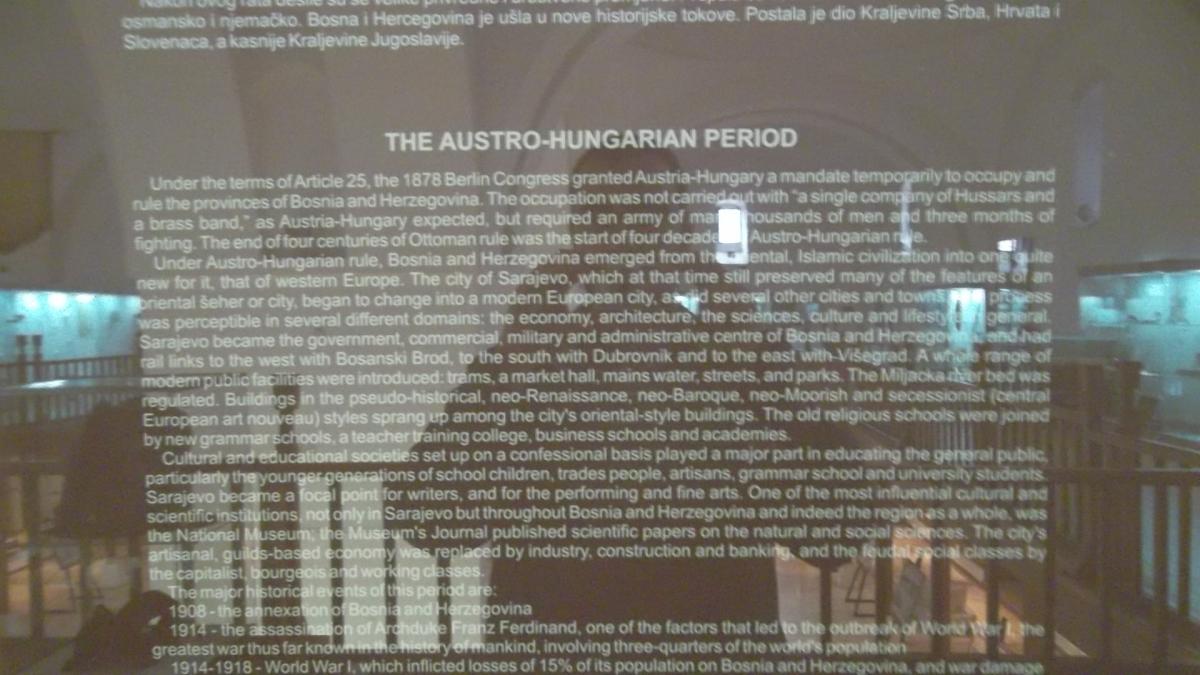 osmansko i njemačko. Bosna i Hercegovina je ušla u nove historijske tokove. Postala je dio Kraljevine Srba, Hrvata i
Slovenaca, a kasnije Kraljevine Jugoslavije.
THE AUSTRO-HUNGARIAN PERIOD
Under the terms of Article 25, the 1878 Berlin Congress granted Austria-Hungary a mandate temporarily to occupy and
rule the provinces of Bosnia and Herzegovina. The occupation was not carried out with "a single company of Hussars and
a brass band," as Austria-Hungary expected, but required an army of many thousands of men and three months of
fighting. The end of four centuries of Ottoman rule was the start of four decades Austro-Hungarian rule.
Under Austro-Hungarian rule, Bosnia and Herzegovina emerged from the oriental, Islamic civilization into one quite
new for it, that of western Europe. The city of Sarajevo, which at that time still preserved many of the features of an
oriental šeher or city, began to change into a modern European city, as did several other cities and towns. process
was perceptible in several different domains: the economy, architecture, the sciences, culture and lifestyle general.
Sarajevo became the government, commercial, military and administrative centre of Bosnia and Herzegovina and had
rail links to the west with Bosanski Brod, to the south with Dubrovnik and to the east with Višegrad. A whole range of
modern public facilities were introduced: trams, a market hall, mains water, streets, and parks. The Miljacka river bed was
regulated. Buildings in the pseudo-historical, neo-Renaissance, neo-Baroque, neo-Moorish and secessionist (central
European art nouveau) styles sprang up among the city's oriental-style buildings. The old religious schools were joined
by new grammar schools, a teacher training college, business schools and academies.
Cultural and educational societies set up on a confessional basis played a major part in educating the general public,
particularly the younger generations of school children, trades people, artisans, grammar school and university students.
Sarajevo became a focal point for writers, and for the performing and fine arts. One of the most influential cultural and
scientific institutions, not only in Sarajevo but throughout Bosnia and Herzegovina and indeed the region as a whole, was
the National Museum; the Museum's Journal published scientific papers on the natural and social sciences. The city's
artisanal, guilds-based economy was replaced by industry, construction and banking, and the feudal social classes by
the capitalist, bourgeois and working classes.
The major historical events of this period are:
1908 - the annexation of Bosnia and Herzegovina
1914 - the assassination of Archduke Franz Ferdinand, one of the factors that led to the outbreak of World War I, the
greatest war thus far known in the history of mankind, involving three-quarters of the world's population
1914-1918 - World War I, which inflicted losses of 15% of its population on Bosnia and Herzegovina, and war damage